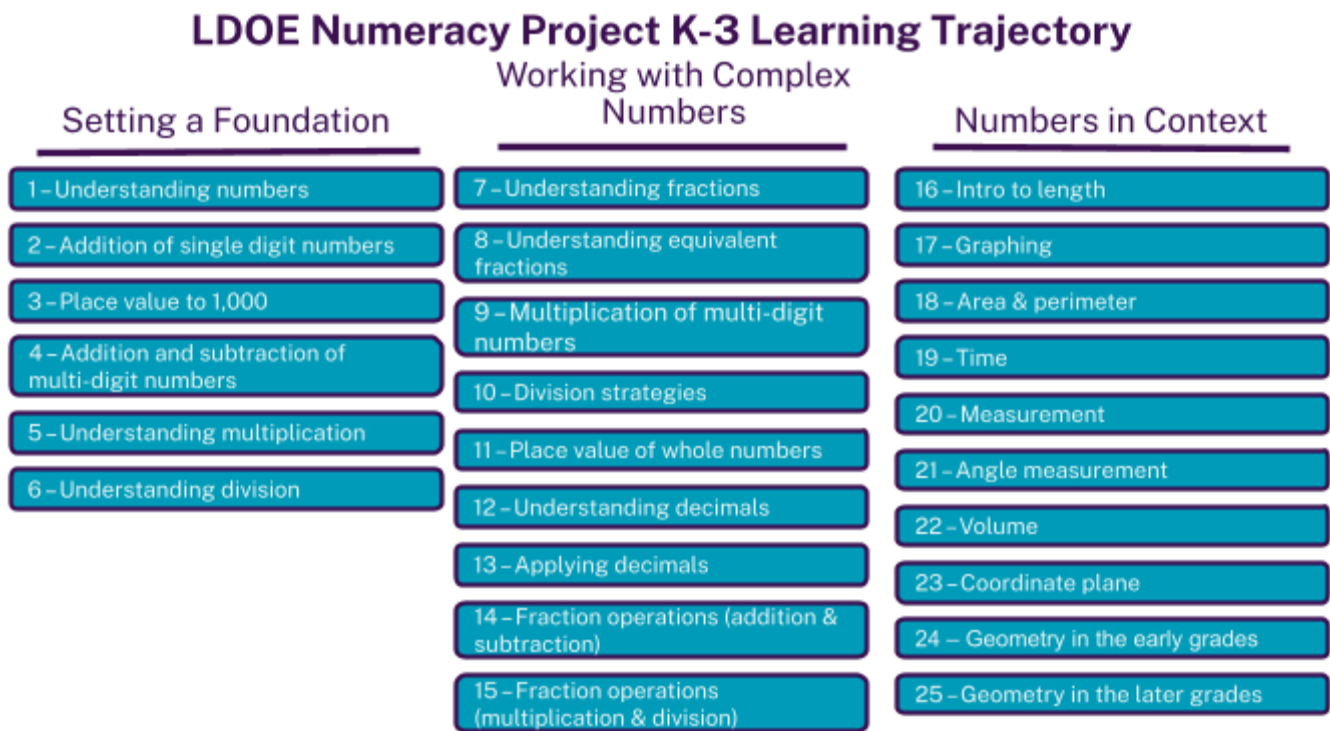 LDOE Numeracy Project K-3 Learning Trajectory
Setting a Foundation
1 – Understanding numbers
2 – Addition of single digit numbers
3 – Place value to 1,000
4 – Addition and subtraction of
multi-digit numbers
5 – Understanding multiplication
6 – Understanding division
Working with Complex
Numbers
7 – Understanding fractions
8 – Understanding equivalent
fractions
9 – Multiplication of multi-digit
numbers
10 – Division strategies
11 – Place value of whole numbers
12 – Understanding decimals
13 – Applying decimals
14 – Fraction operations (addition &
subtraction)
15 – Fraction operations
(multiplication & division)
Numbers in Context
16 – Intro to length
17 – Graphing
18 – Area & perimeter
19 – Time
20 – Measurement
21 – Angle measurement
22 – Volume
23 – Coordinate plane
24 – Geometry in the early grades
25 – Geometry in the later grades